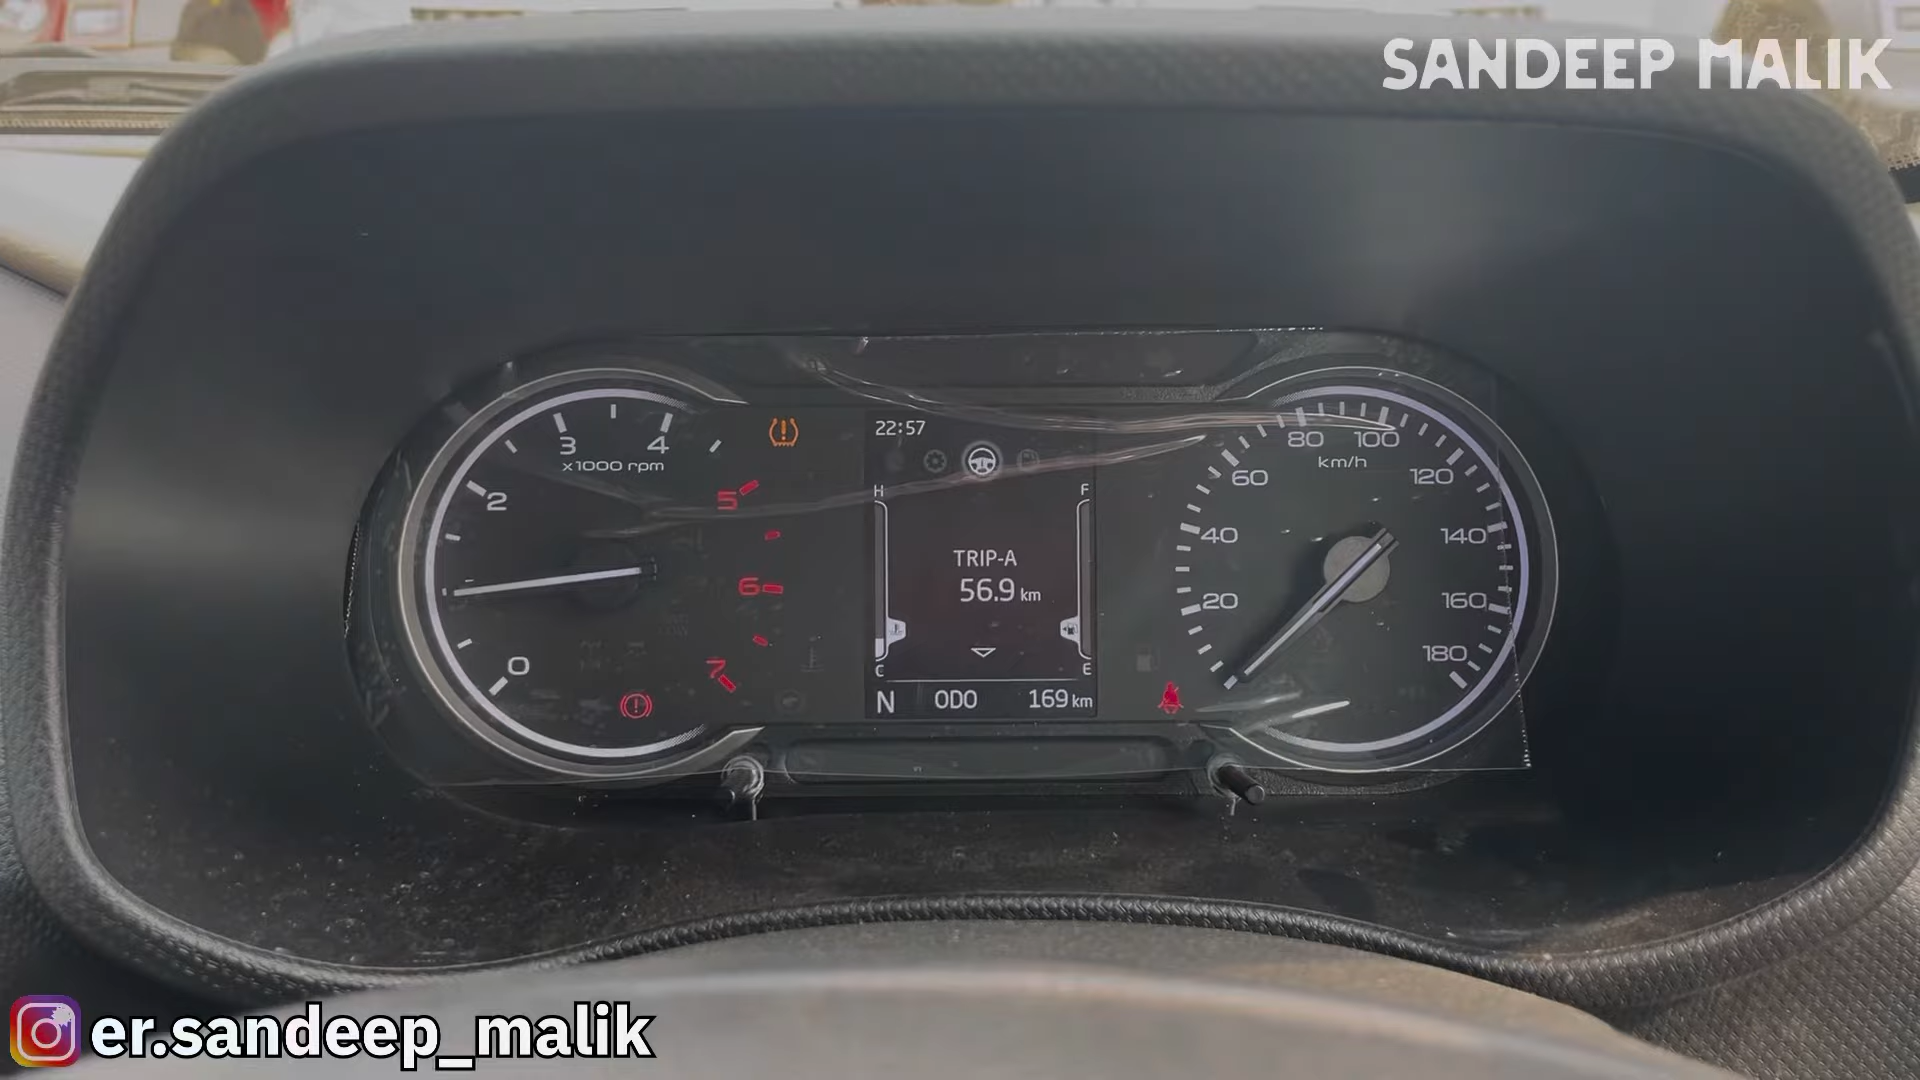 SANDEEP MALIK
0
2
3
4
5
6
7
x1000 rpm
22:57
H
F
TRIP-A
56.9 km
C
E
N ODO 169 km
20
40
60
80
100
120
140
160
180
km/h
er.sandeep_malik